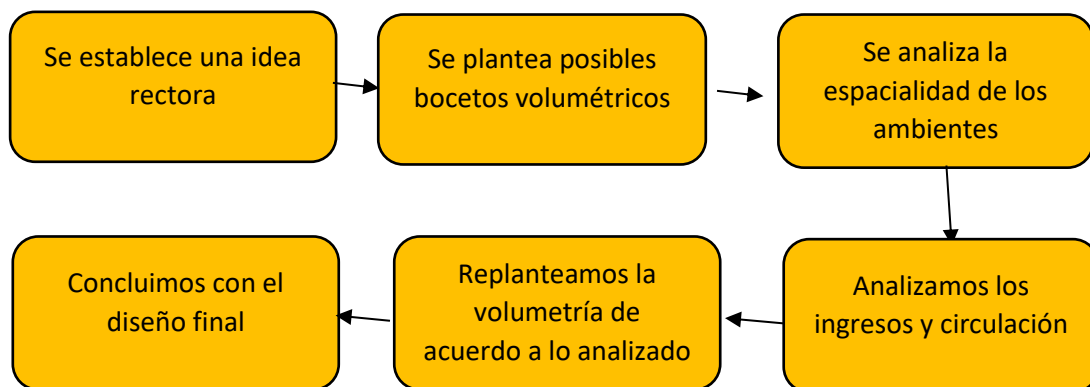 Se establece una idea
rectora
Se plantea posibles
bocetos volumétricos
Se analiza la
espacialidad de los
ambientes
Analizamos los
ingresos y circulación
Replanteamos la
volumetría de
acuerdo a lo analizado
Concluimos con el
diseño final